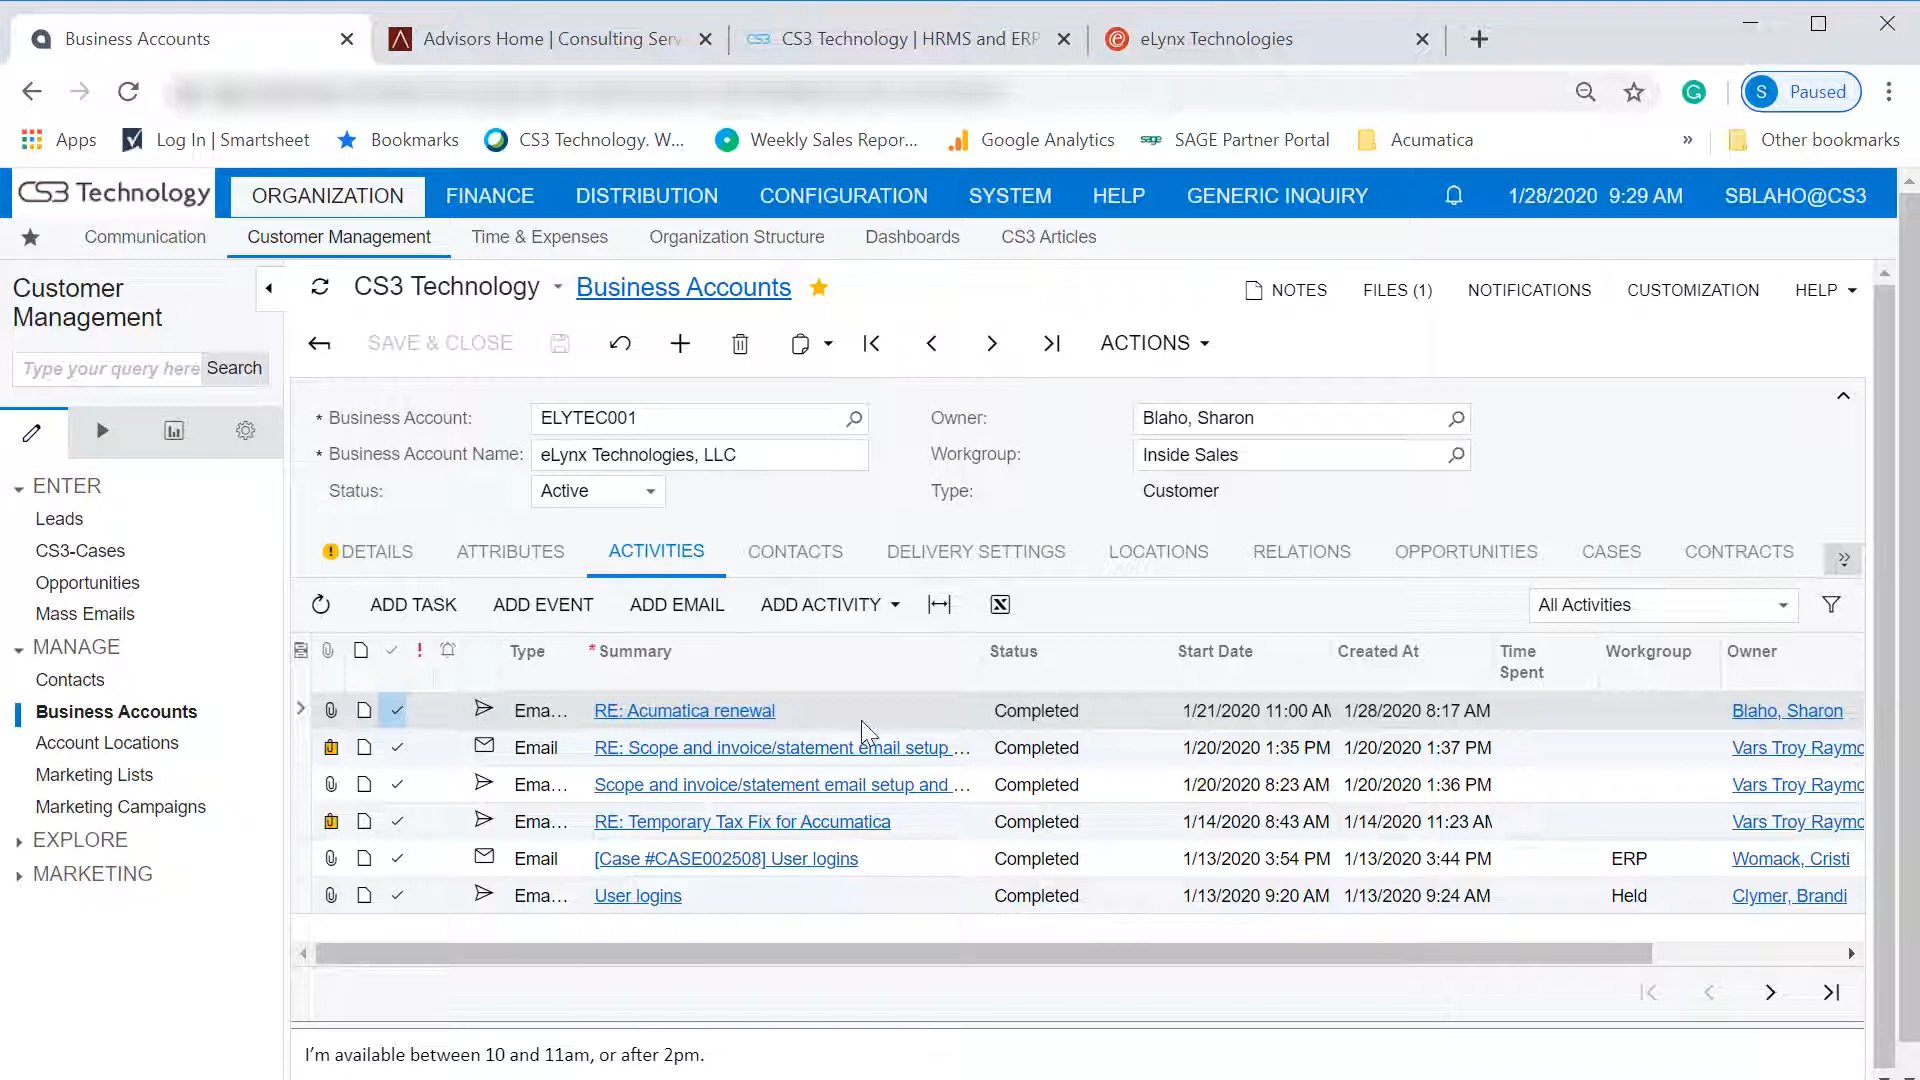 Business Accounts
Advisors Home | Consulting Serv
CS3 Technology | HRMS and ERP
eLynx Technologies
S Paused
Apps
Log In | Smartsheet
Bookmarks
CS3 Technology. W...
Weekly Sales Repor...
Google Analytics
sage SAGE Partner Portal
Acumatica
»
Other bookmarks
CS3 Technology
ORGANIZATION FINANCE DISTRIBUTION CONFIGURATION SYSTEM HELP GENERIC INQUIRY 1/28/2020 9:29 AM SBLAHO@CS3
Communication Customer Management Time & Expenses Organization Structure Dashboards CS3 Articles
Customer
Management
Type your query here Search
ENTER
Leads
CS3-Cases
Opportunities
Mass Emails
MANAGE
Contacts
Business Accounts
Account Locations
Marketing Lists
Marketing Campaigns
EXPLORE
MARKETING
CS3 Technology Business Accounts
NOTES FILES (1) NOTIFICATIONS CUSTOMIZATION HELP
SAVE & CLOSE ACTIONS
* Business Account: ELYTEC001 Owner: Blaho, Sharon
* Business Account Name: eLynx Technologies, LLC Workgroup: Inside Sales
Status: Active Type: Customer
DETAILS ATTRIBUTES ACTIVITIES CONTACTS DELIVERY SETTINGS LOCATIONS RELATIONS OPPORTUNITIES CASES CONTRACTS
ADD TASK ADD EVENT ADD EMAIL ADD ACTIVITY All Activities
Type * Summary Status Start Date Created At Time Spent Workgroup Owner
Ema... RE: Acumatica renewal Completed 1/21/2020 11:00 AM 1/28/2020 8:17 AM Blaho, Sharon
Email RE: Scope and invoice/statement email setup ... Completed 1/20/2020 1:35 PM 1/20/2020 1:37 PM Vars Troy Raymo
Ema... Scope and invoice/statement email setup and ... Completed 1/20/2020 8:23 AM 1/20/2020 1:36 PM Vars Troy Raymo
Ema... RE: Temporary Tax Fix for Accumatica Completed 1/14/2020 8:43 AM 1/14/2020 11:23 AM Vars Troy Raymo
Email [Case #CASE002508] User logins Completed 1/13/2020 3:54 PM 1/13/2020 3:44 PM ERP Womack, Cristi
Ema... User logins Completed 1/13/2020 9:20 AM 1/13/2020 9:24 AM Held Clymer, Brandi
I'm available between 10 and 11am, or after 2pm.